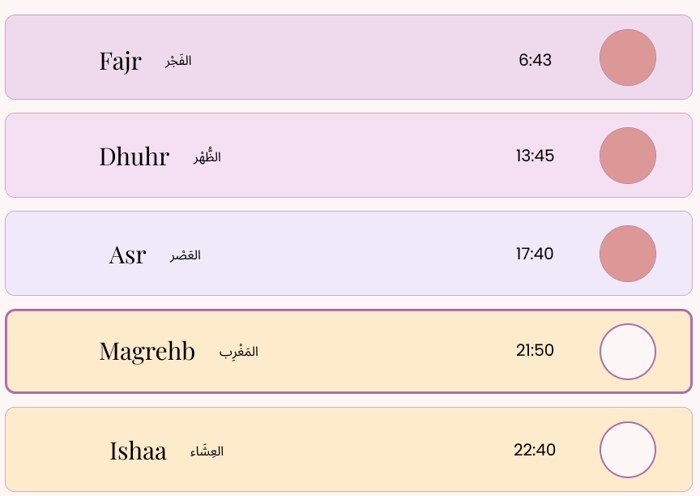 Fajr الفَجْر 6:43
Dhuhr الظُّهْر 13:45
Asr العَصْر 17:40
Magrehb المَغْرِب 21:50
Ishaa العِشَاء 22:40